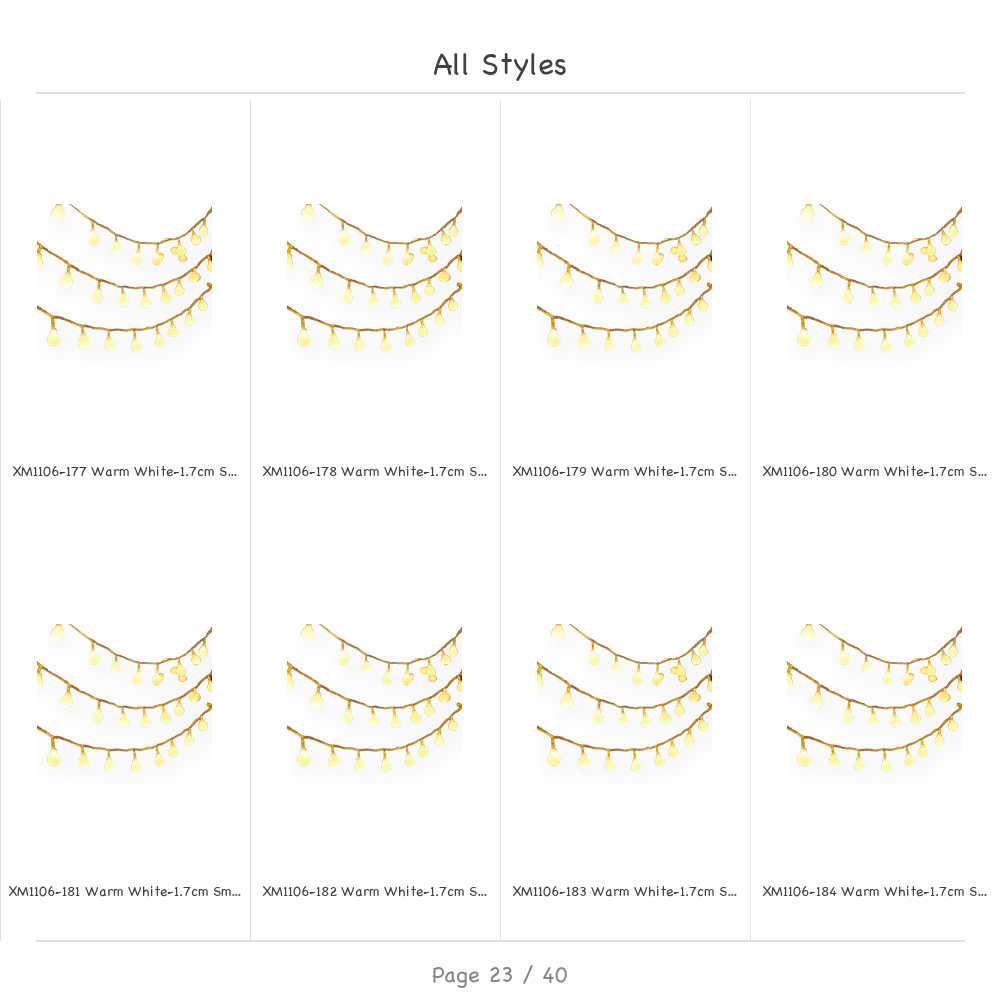 All Styles
XM1106-177 Warm White-1.7cm S...
XM1106-178 Warm White-1.7cm S...
XM1106-179 Warm White-1.7cm S...
XM1106-180 Warm White-1.7cm S...
XM1106-181 Warm White-1.7cm Sm...
XM1106-182 Warm White-1.7cm S...
XM1106-183 Warm White-1.7cm S...
XM1106-184 Warm White-1.7cm S...
Page 23 / 40